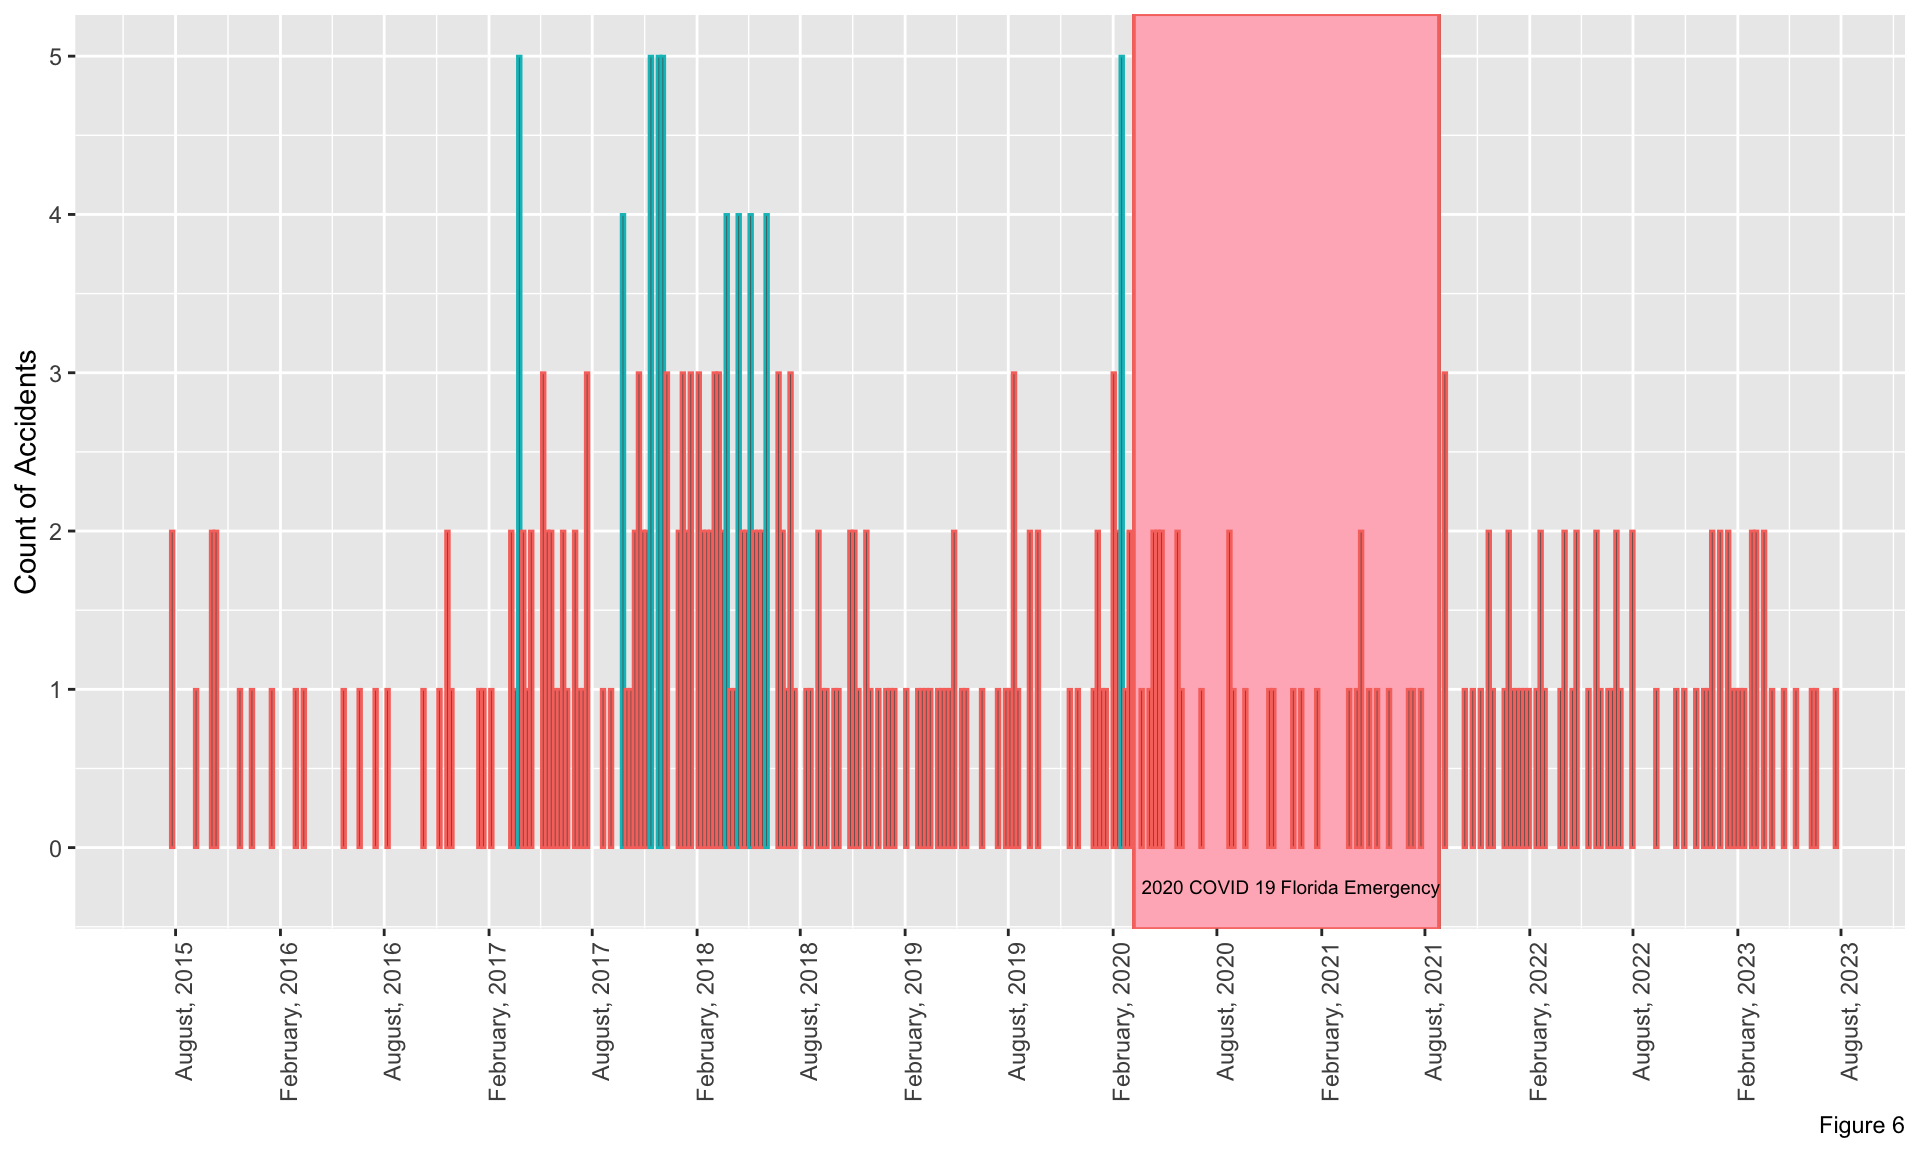 5
4
3
2
1
0
Count of Accidents
2020 COVID 19 Florida Emergency
August, 2015
February, 2016
August, 2016
February, 2017
August, 2017
February, 2018
August, 2018
February, 2019
August, 2019
February, 2020
August, 2020
February, 2021
August, 2021
February, 2022
August, 2022
February, 2023
August, 2023
Figure 6